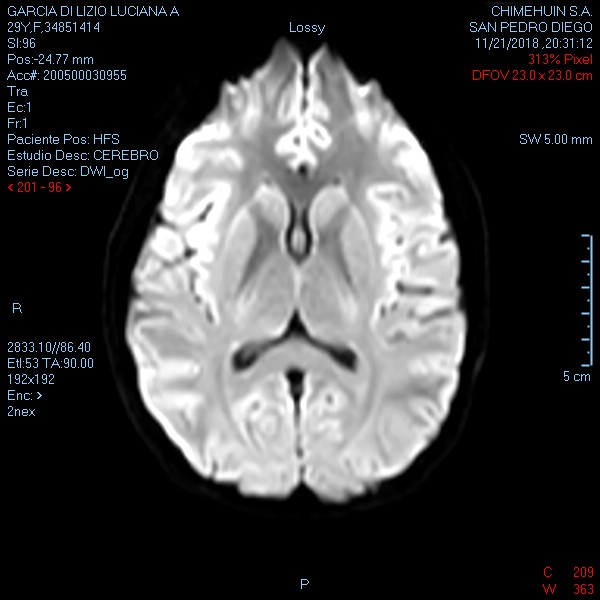 GARCIA DI LIZIO LUCIANA A
29Y,F,34851414
Sl:96
Pos:-24.77 mm
Acc#: 200500030955
Tra
Ec:1
Fr:1
Paciente Pos: HFS
Estudio Desc: CEREBRO
Serie Desc: DWI_og
< 201 - 96 >
Lossy
CHIMEHUIN S.A.
SAN PEDRO DIEGO
11/21/2018 ,20:31:12
313% Pixel
DFOV 23.0 x 23.0 cm
SW 5.00 mm
R
5 cm
2833.10//86.40
Etl:53 TA:90.00
192x192
Enc: >
2nex
P
C 209
W 363